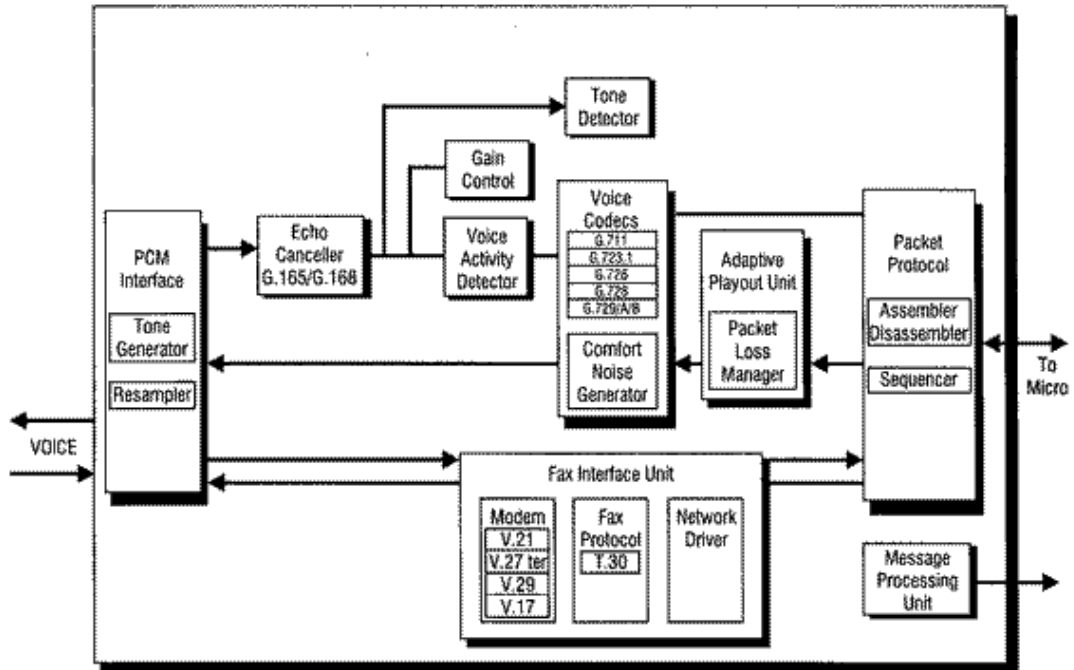 Tone
Detector
Gain
Control
Voice
Codecs
G.711
G.723.1
G.726
G.728
G.729/A/B
Comfort
Noise
Generator
PCM
Interface
Tone
Generator
Resampler
Echo
Canceller
G.165/G.168
Voice
Activity
Detector
Adaptive
Playout Unit
Packet
Loss
Manager
Packet
Protocol
Assembler
Disassembler
Sequencer
To
Micro
VOICE
Fax Interface Unit
Modem
V.21
V.27 ter
V.29
V.17
Fax
Protocol
T.30
Network
Driver
Message
Processing
Unit